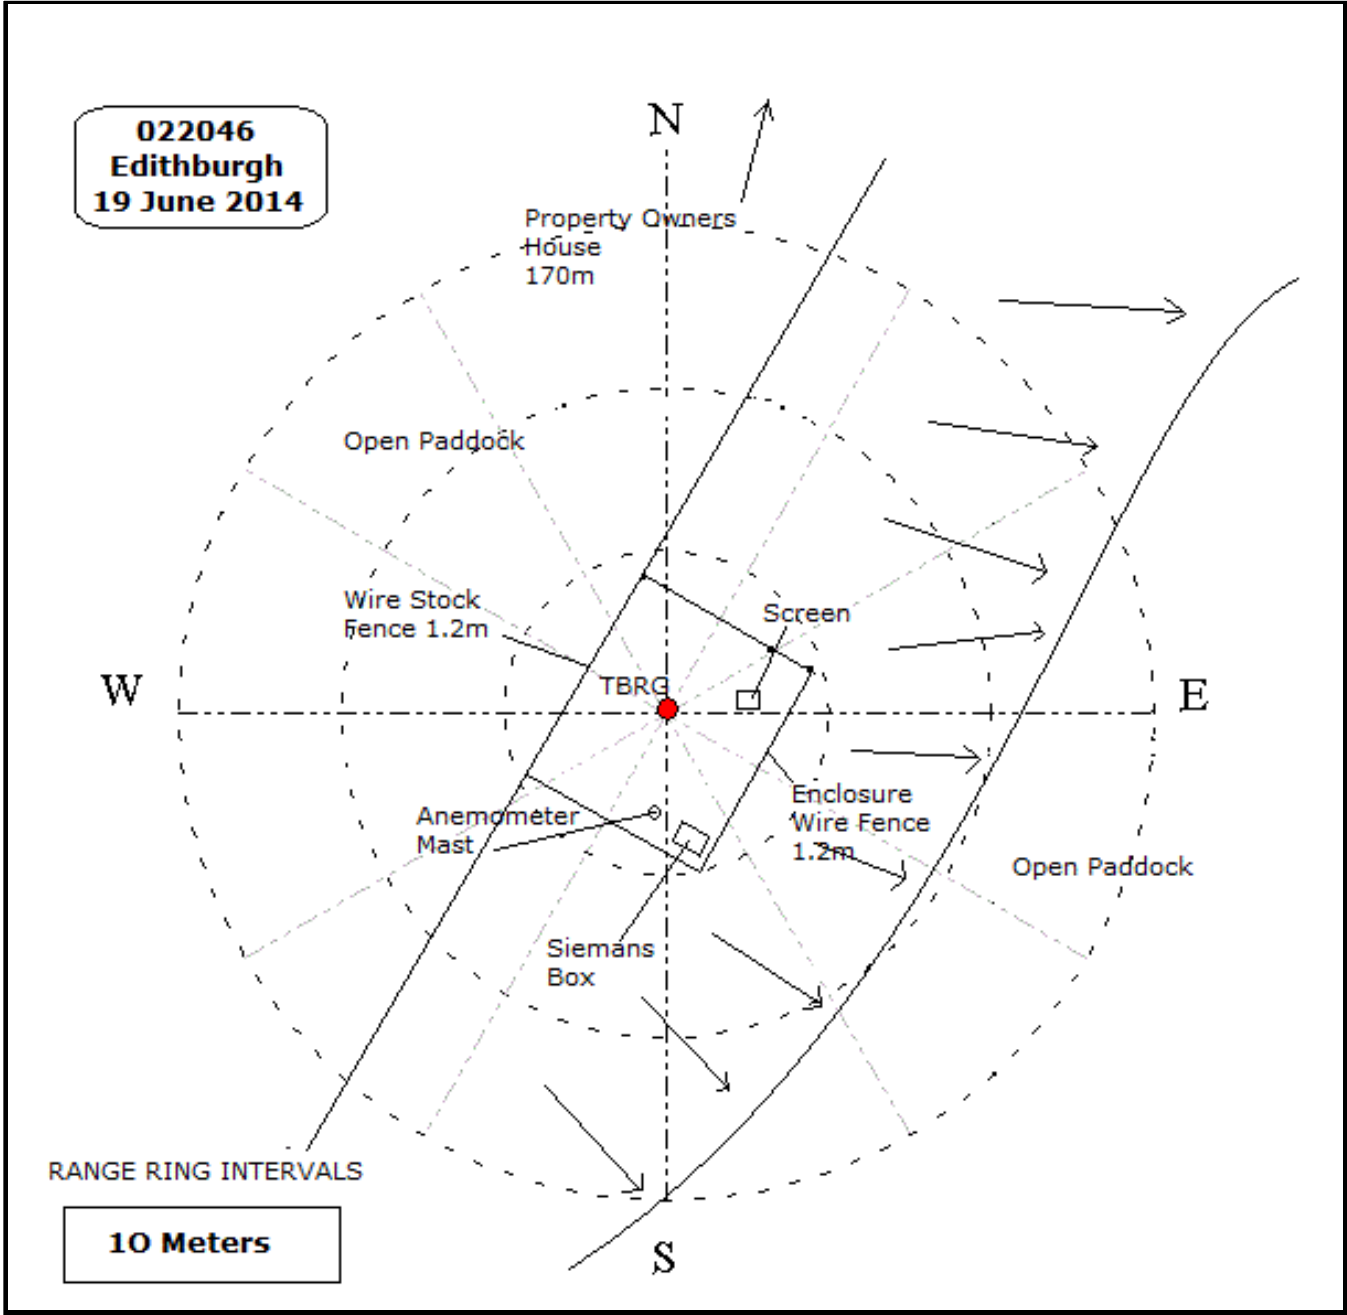 022046
Edithburgh
19 June 2014
N
Property Owners
House
170m
Open Paddock
Wire Stock
Fence 1.2m
Screen
W
TBRG
E
Anemometer
Mast
Enclosure
Wire Fence
1.2m
Open Paddock
Siemans
Box
RANGE RING INTERVALS
1O Meters
S